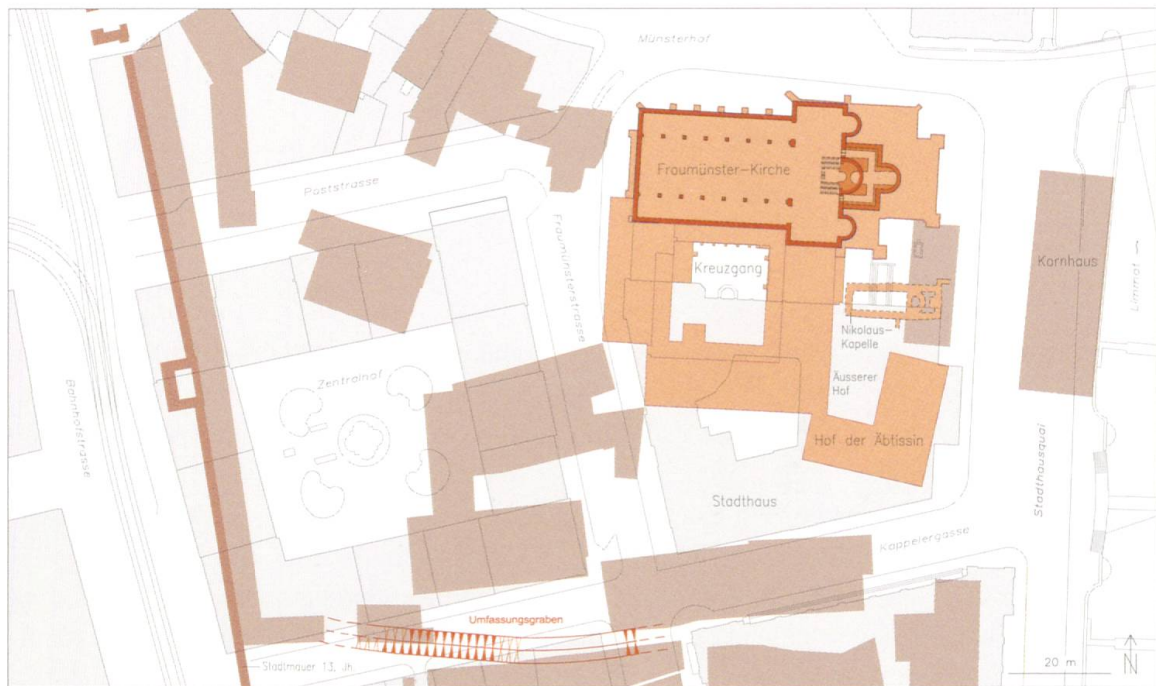 Münsterhof
Fraumünster-Kirche
Poststrasse
Fraumünsterstrasse
Kreuzgang
Kornhaus
Limmat
Nikolaus-
Kapelle
Äusserer
Hof
Zentralhof
Bahnhofstrasse
Hof der Äbtissin
Stadthaus
Stadthausquai
Kappelergasse
Umfassungsgraben
Stadtmauer 13. Jh.
20 m
N